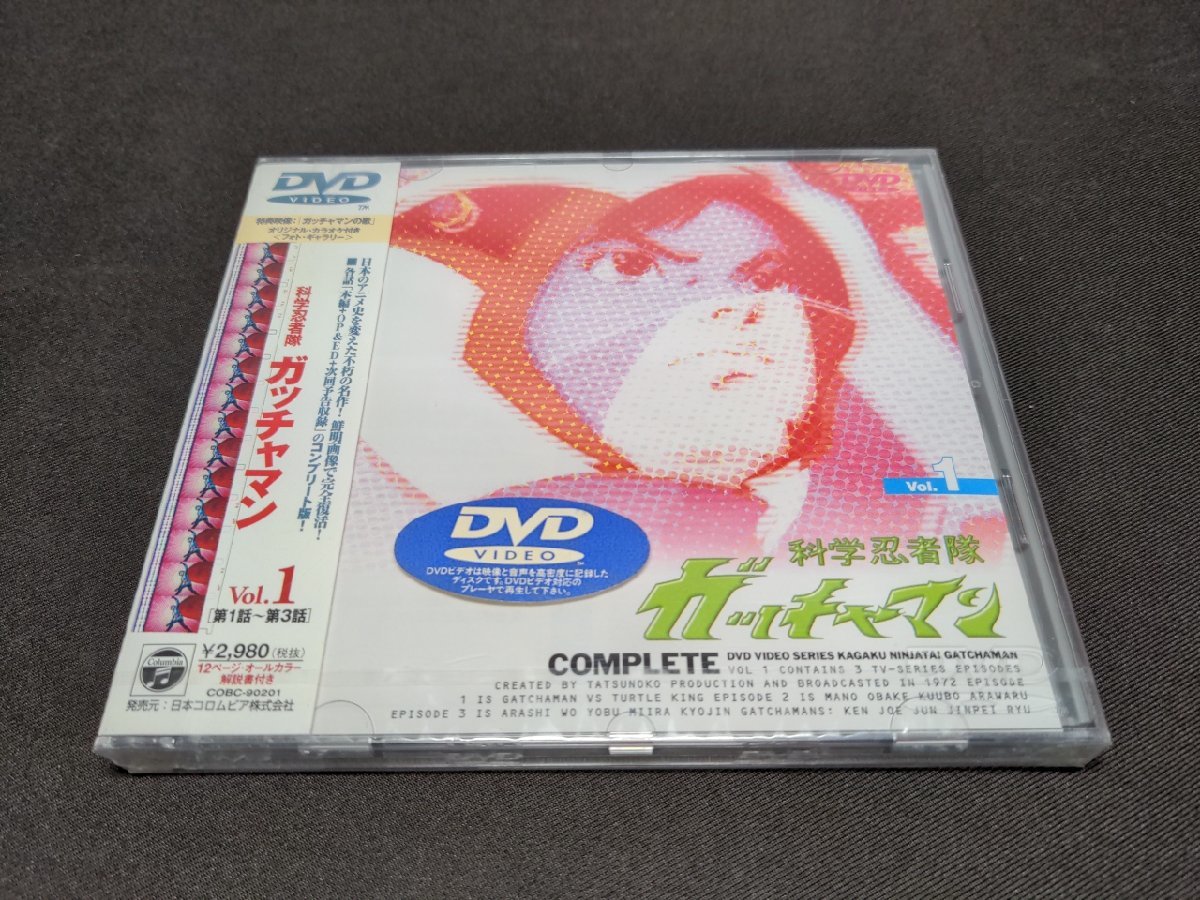 DVD
VIDEO
特典映像:「ガッチャマンの歌」
オリジナル・カラオケ付き
<フォト・ギャラリー>
日本のアニメ史を変えた不朽の名作!鮮明画像で完全復活!
■各話「本編+OP&ED+次回予告収録」のコンプリート版!
科学忍者隊
ガッチャマン
Vol.1
[第1話~第3話]
Columbia
¥2,980(税抜)
12ページ・オールカラー
解説書付き
COBC-90201
発売元:日本コロムビア株式会社
DVD
Vol.1
DVD
VIDEO
DVDビデオは映像と音声を高密度に記録した
ディスクです。DVDビデオ対応の
プレーヤで再生して下さい。
科学忍者隊
ガッチャマン
COMPLETE
DVD VIDEO SERIES KAGAKU NINJATAI GATCHAMAN
VOL 1 CONTAINS 3 TV-SERIES EPISODES
CREATED BY TATSUNOKO PRODUCTION AND BROADCASTED IN 1972 EPISODE
1 IS GATCHAMAN VS TURTLE KING EPISODE 2 IS MANO OBAKE KUUBO ARAWARU
EPISODE 3 IS ARASHI WO YOBU MIIRA KYOJIN GATCHAMANS: KEN JOE JUN JINPEI RYU